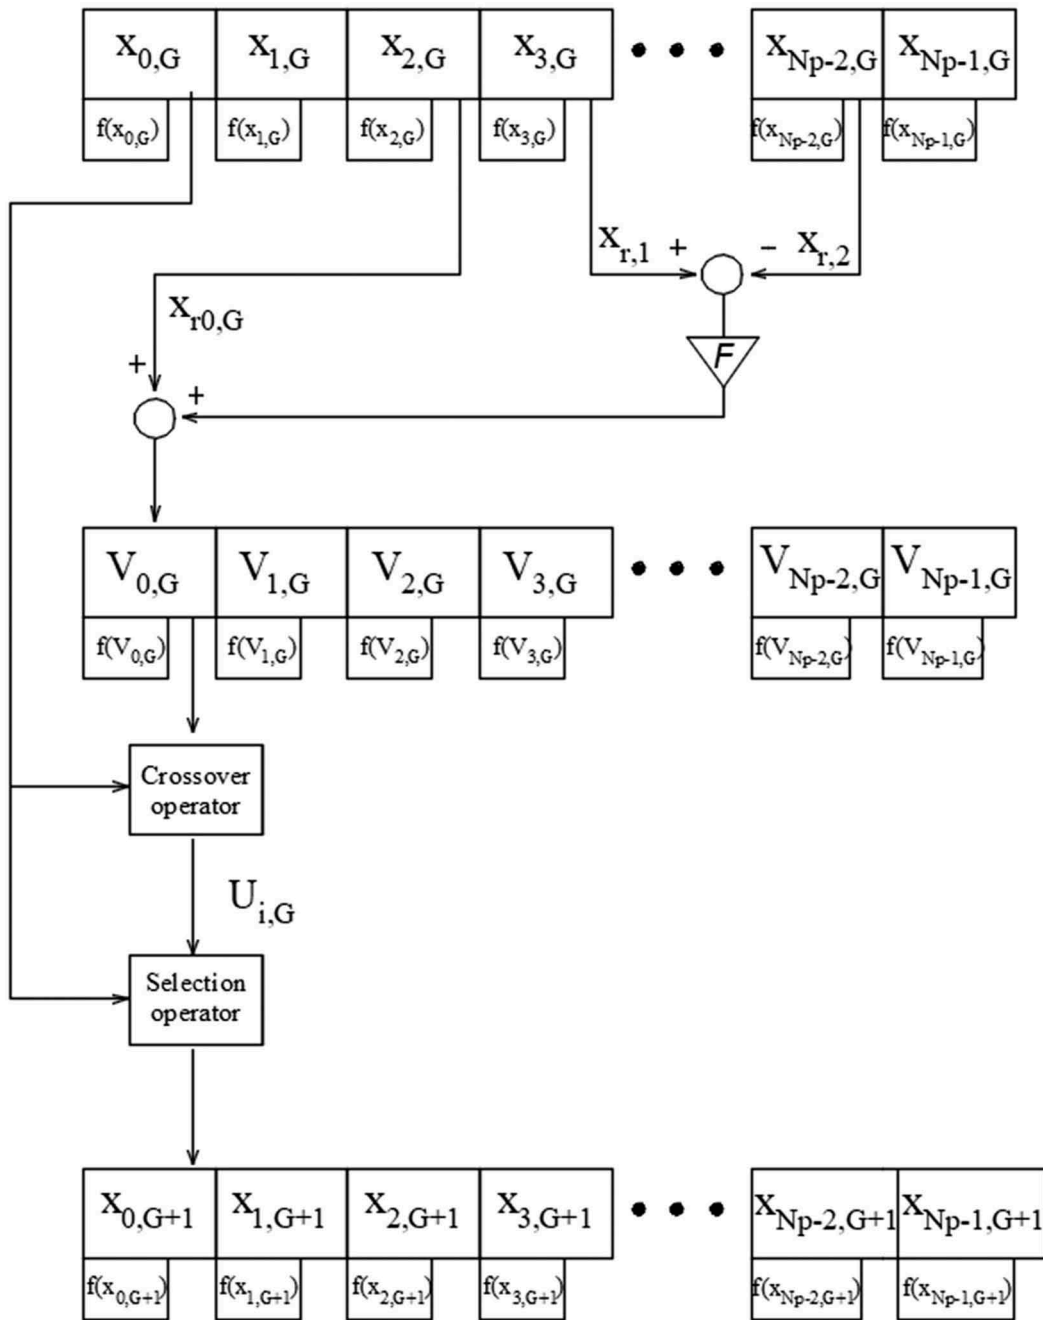 x0,G x1,G x2,G x3,G ● ● ● xNp-2,G xNp-1,G
f(x0,G) f(x1,G) f(x2,G) f(x3,G) f(xNp-2,G) f(xNp-1,G)
xr,1 + − xr,2
xr0,G
F
+ +
V0,G V1,G V2,G V3,G ● ● ● VNp-2,G VNp-1,G
f(V0,G) f(V1,G) f(V2,G) f(V3,G) f(VNp-2,G) f(VNp-1,G)
Crossover
operator
Ui,G
Selection
operator
x0,G+1 x1,G+1 x2,G+1 x3,G+1 ● ● ● xNp-2,G+1 xNp-1,G+1
f(x0,G+1) f(x1,G+1) f(x2,G+1) f(x3,G+1) f(xNp-2,G+1) f(xNp-1,G+1)